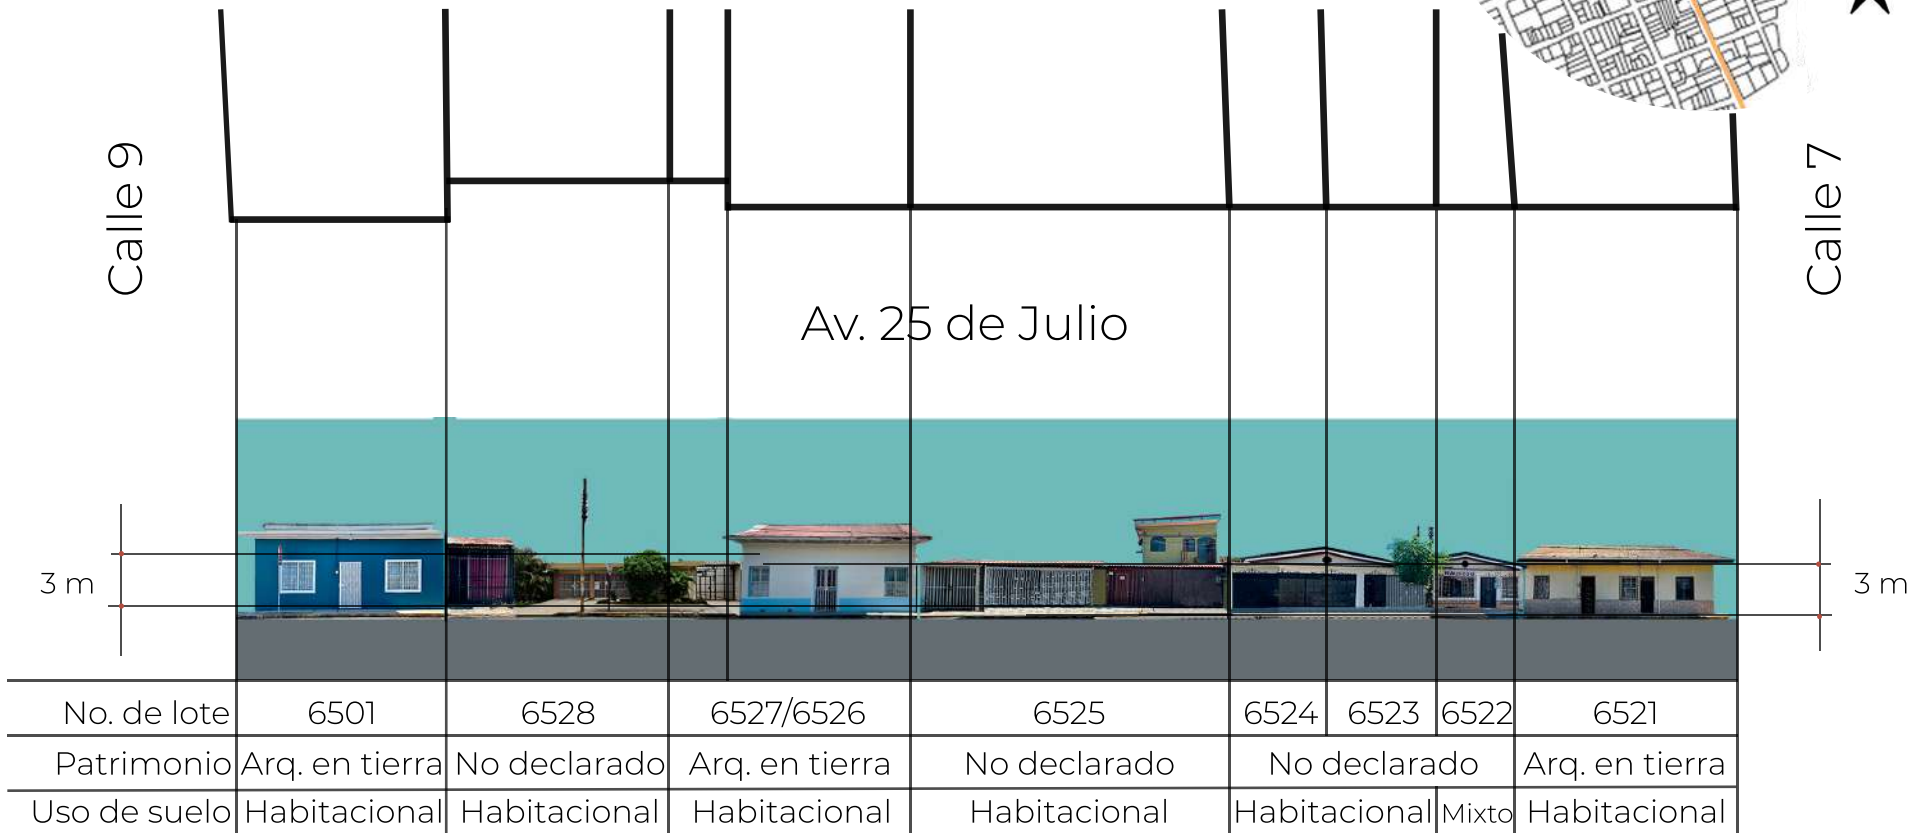 Calle 9
Calle 7
Av. 25 de Julio
3 m
3 m
No. de lote 6501 6528 6527/6526 6525 6524 6523 6522 6521
Patrimonio Arq. en tierra No declarado Arq. en tierra No declarado No declarado Arq. en tierra
Uso de suelo Habitacional Habitacional Habitacional Habitacional Habitacional Mixto Habitacional